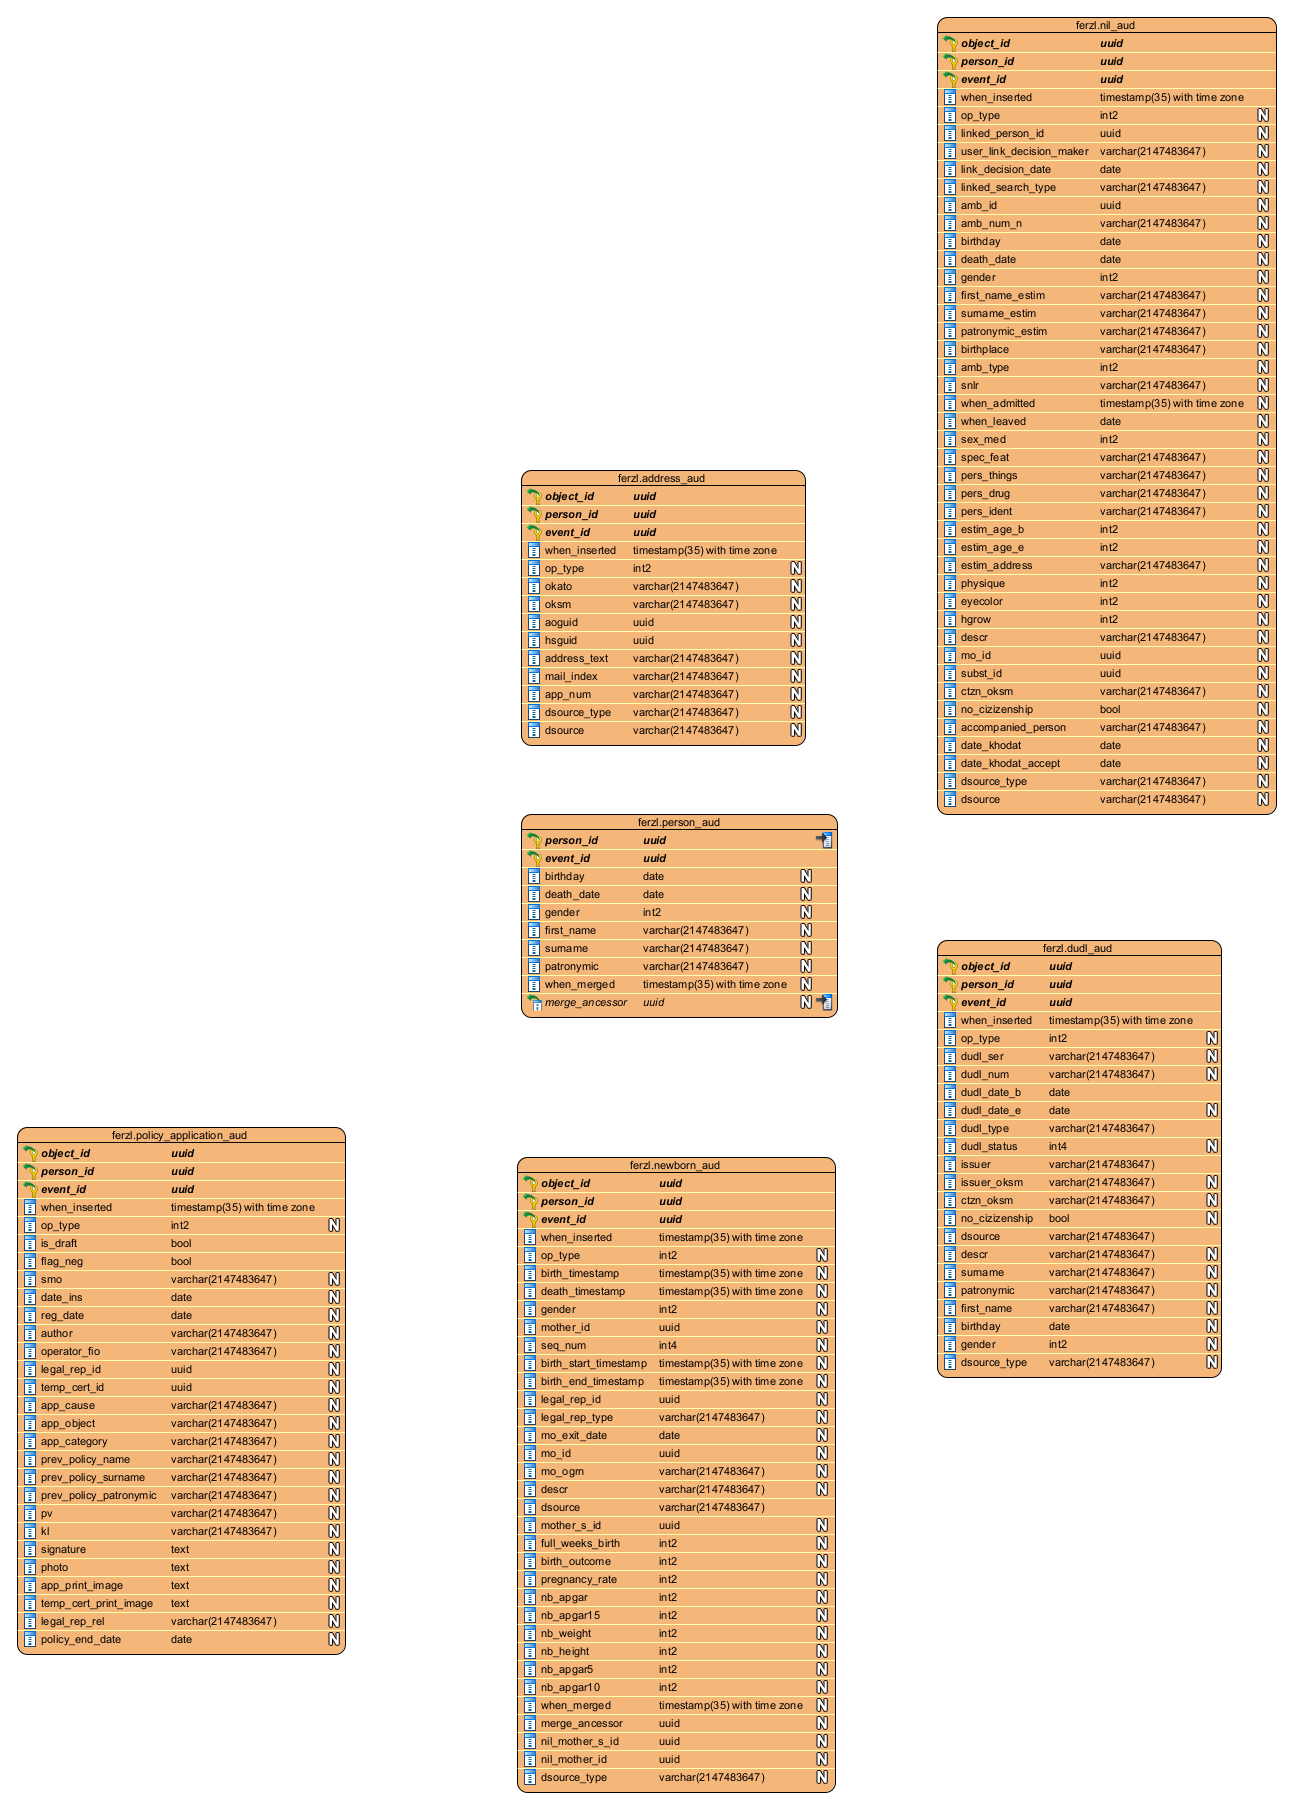 ferzl.nil_aud
object_id uuid
person_id uuid
event_id uuid
when_inserted timestamp(35) with time zone
op_type int2 N
linked_person_id uuid N
user_link_decision_maker varchar(2147483647) N
link_decision_date date N
linked_search_type varchar(2147483647) N
amb_id uuid N
amb_num_n varchar(2147483647) N
birthday date N
death_date date N
gender int2 N
first_name_estim varchar(2147483647) N
surname_estim varchar(2147483647) N
patronymic_estim varchar(2147483647) N
birthplace varchar(2147483647) N
amb_type int2 N
snlr varchar(2147483647) N
when_admitted timestamp(35) with time zone N
when_leaved date N
sex_med int2 N
spec_feat varchar(2147483647) N
pers_things varchar(2147483647) N
pers_drug varchar(2147483647) N
pers_ident varchar(2147483647) N
estim_age_b int2 N
estim_age_e int2 N
estim_address varchar(2147483647) N
physique int2 N
eyecolor int2 N
hgrow int2 N
descr varchar(2147483647) N
mo_id uuid N
subst_id uuid N
ctzn_oksm varchar(2147483647) N
no_cizizenship bool N
accompanied_person varchar(2147483647) N
date_khodat date N
date_khodat_accept date N
dsource_type varchar(2147483647) N
dsource varchar(2147483647) N
ferzl.address_aud
object_id uuid
person_id uuid
event_id uuid
when_inserted timestamp(35) with time zone
op_type int2 N
okato varchar(2147483647) N
oksm varchar(2147483647) N
aoguid uuid N
hsguid uuid N
address_text varchar(2147483647) N
mail_index varchar(2147483647) N
app_num varchar(2147483647) N
dsource_type varchar(2147483647) N
dsource varchar(2147483647) N
ferzl.person_aud
person_id uuid
event_id uuid
birthday date N
death_date date N
gender int2 N
first_name varchar(2147483647) N
surname varchar(2147483647) N
patronymic varchar(2147483647) N
when_merged timestamp(35) with time zone N
merge_ancessor uuid N
ferzl.dudl_aud
object_id uuid
person_id uuid
event_id uuid
when_inserted timestamp(35) with time zone
op_type int2 N
dudl_ser varchar(2147483647) N
dudl_num varchar(2147483647) N
dudl_date_b date
dudl_date_e date N
dudl_type varchar(2147483647)
dudl_status int4 N
issuer varchar(2147483647)
issuer_oksm varchar(2147483647) N
ctzn_oksm varchar(2147483647) N
no_cizizenship bool N
dsource varchar(2147483647)
descr varchar(2147483647) N
surname varchar(2147483647) N
patronymic varchar(2147483647) N
first_name varchar(2147483647) N
birthday date N
gender int2 N
dsource_type varchar(2147483647) N
ferzl.policy_application_aud
object_id uuid
person_id uuid
event_id uuid
when_inserted timestamp(35) with time zone
op_type int2 N
is_draft bool
flag_neg bool
smo varchar(2147483647) N
date_ins date N
reg_date date N
author varchar(2147483647) N
operator_fio varchar(2147483647) N
legal_rep_id uuid N
temp_cert_id uuid N
app_cause varchar(2147483647) N
app_object varchar(2147483647) N
app_category varchar(2147483647) N
prev_policy_name varchar(2147483647) N
prev_policy_surname varchar(2147483647) N
prev_policy_patronymic varchar(2147483647) N
pv varchar(2147483647) N
kl varchar(2147483647) N
signature text N
photo text N
app_print_image text N
temp_cert_print_image text N
legal_rep_rel varchar(2147483647) N
policy_end_date date N
ferzl.newborn_aud
object_id uuid
person_id uuid
event_id uuid
when_inserted timestamp(35) with time zone
op_type int2 N
birth_timestamp timestamp(35) with time zone N
death_timestamp timestamp(35) with time zone N
gender int2 N
mother_id uuid N
seq_num int4 N
birth_start_timestamp timestamp(35) with time zone N
birth_end_timestamp timestamp(35) with time zone N
legal_rep_id uuid N
legal_rep_type varchar(2147483647) N
mo_exit_date date N
mo_id uuid N
mo_ogrn varchar(2147483647) N
descr varchar(2147483647) N
dsource varchar(2147483647)
mother_s_id uuid N
full_weeks_birth int2 N
birth_outcome int2 N
pregnancy_rate int2 N
nb_apgar int2 N
nb_apgar15 int2 N
nb_weight int2 N
nb_height int2 N
nb_apgar5 int2 N
nb_apgar10 int2 N
when_merged timestamp(35) with time zone N
merge_ancessor uuid N
nil_mother_s_id uuid N
nil_mother_id uuid N
dsource_type varchar(2147483647) N